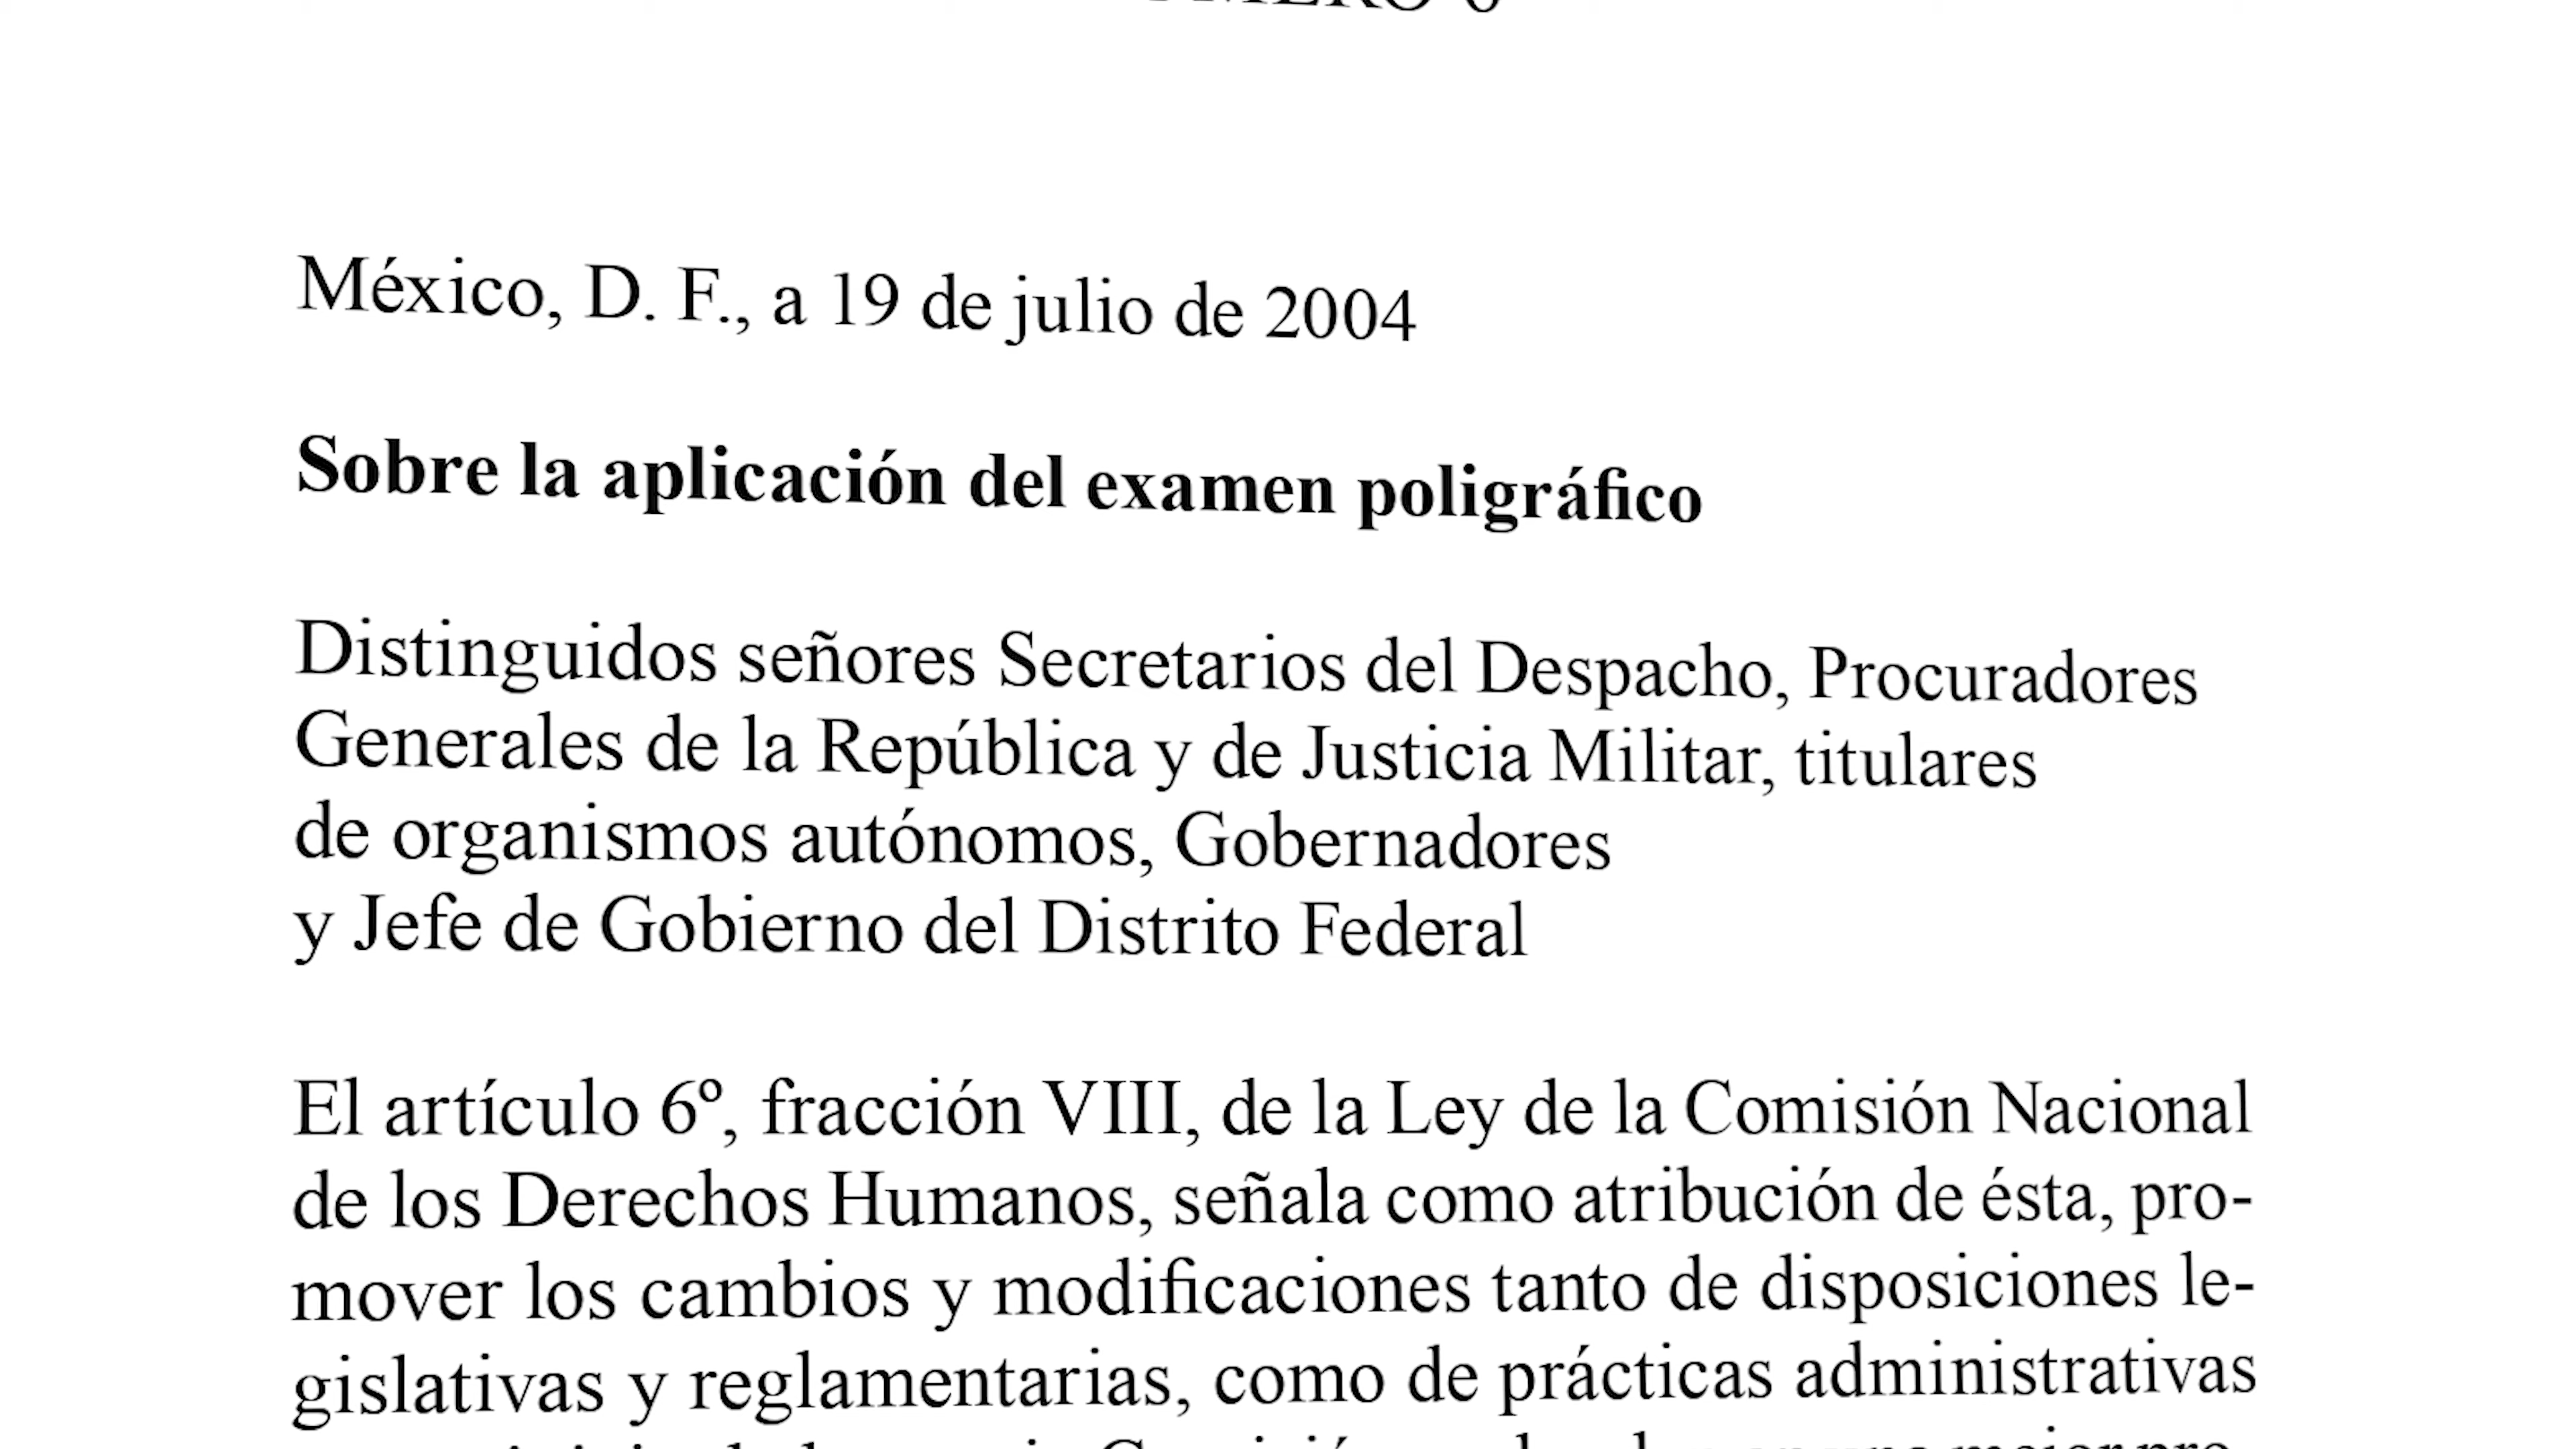 México, D. F., a 19 de julio de 2004
Sobre la aplicación del examen poligráfico
Distinguidos señores Secretarios del Despacho, Procuradores
Generales de la República y de Justicia Militar, titulares
de organismos autónomos, Gobernadores
y Jefe de Gobierno del Distrito Federal
El artículo 6º, fracción VIII, de la Ley de la Comisión Nacional
de los Derechos Humanos, señala como atribución de ésta, pro-
mover los cambios y modificaciones tanto de disposiciones le-
gislativas y reglamentarias, como de prácticas administrativas